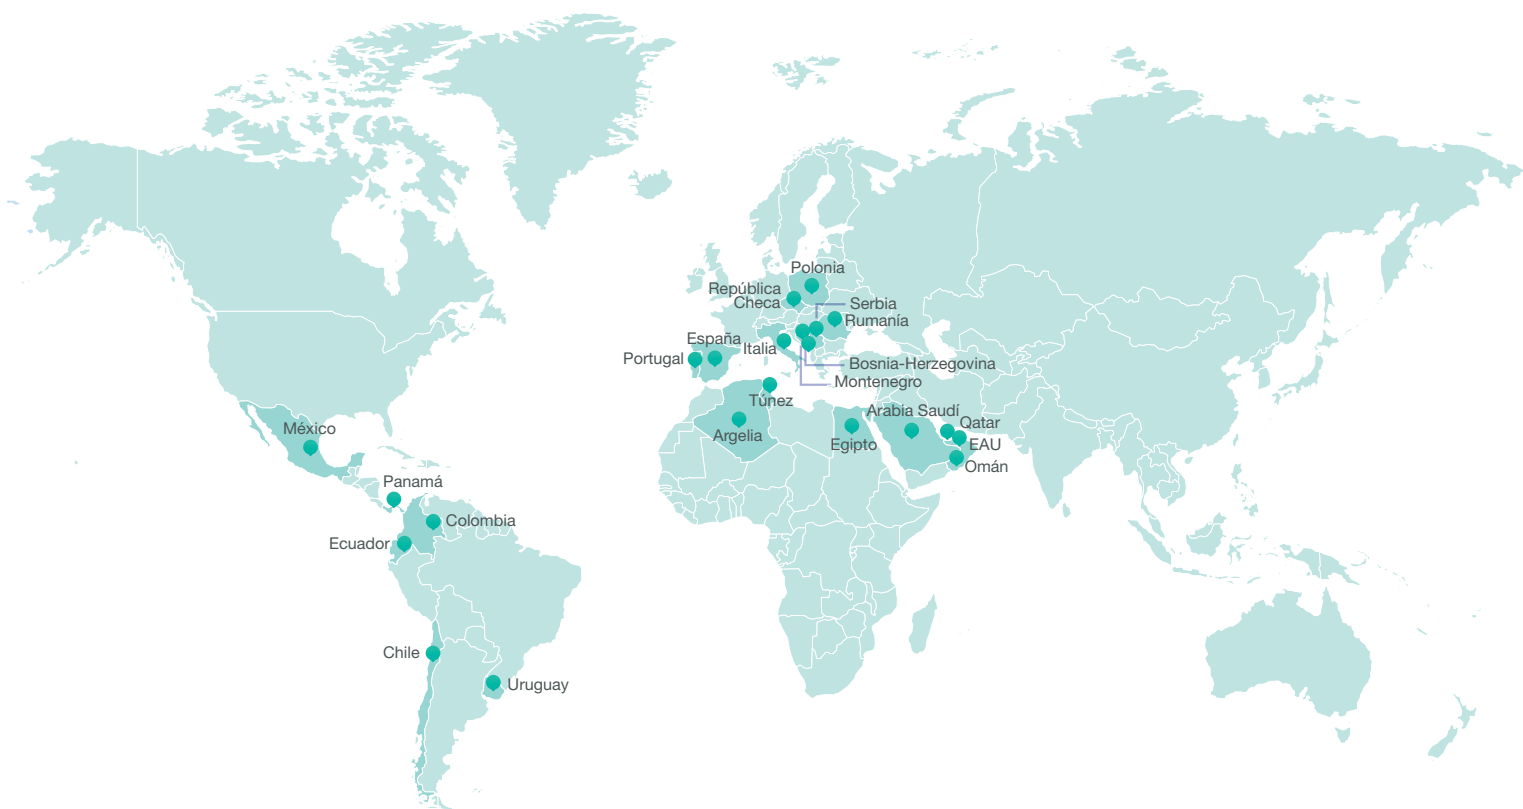 Polonia
República
Checa
Serbia
Rumanía
España
Italia
Portugal
Bosnia-Herzegovina
Montenegro
Túnez
Arabia Saudí
México
Qatar
Argelia
Egipto
EAU
Omán
Panamá
Colombia
Ecuador
Chile
Uruguay